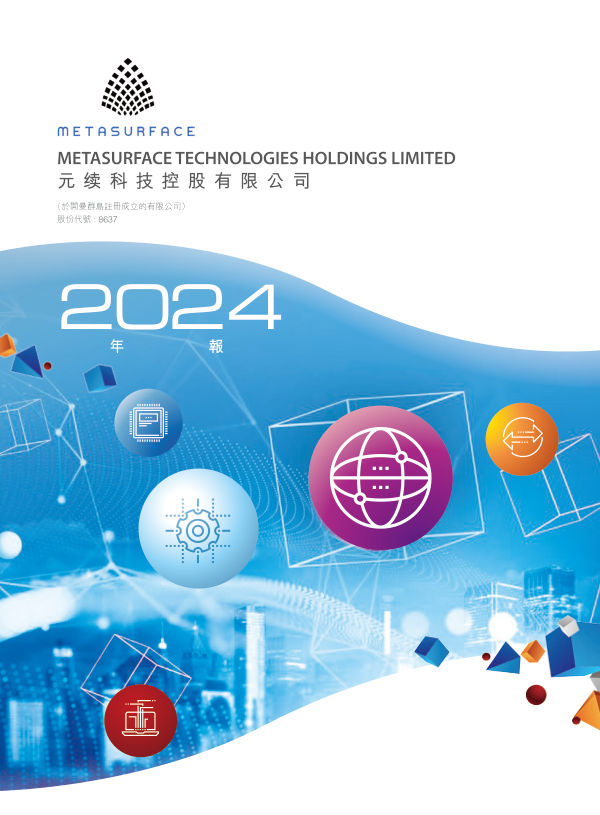 METASURFACE
METASURFACE TECHNOLOGIES HOLDINGS LIMITED
元续科技控股有限公司
（於開曼群島註冊成立的有限公司）
股份代號 : 8637
2024
年 報